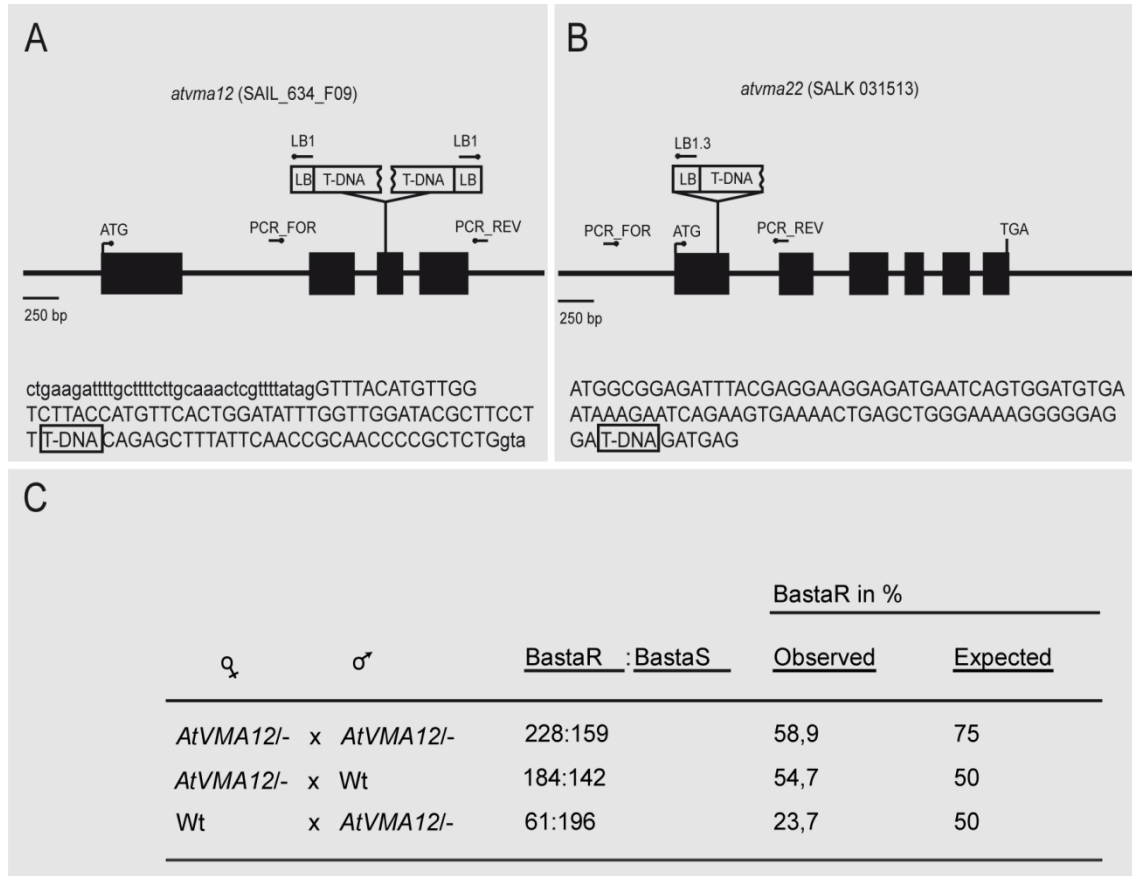 A
atvma12 (SAIL_634_F09)
LB1 LB1
LB T-DNA T-DNA LB
ATG PCR_FOR PCR_REV
250 bp
ctgaagattttgcttttcttgcaaactcgttttatagGTTTACATGTTGG
TCTTACCATGTTCACTGGATATTTGGTTGGATACGCTTCCT
T T-DNA CAGAGCTTTATTCAACCGCAACCCCGCTCTGgta
B
atvma22 (SALK 031513)
LB1.3
LB T-DNA
PCR_FOR ATG PCR_REV TGA
250 bp
ATGGCGGAGATTTACGAGGAAGGAGATGAATCAGTGGATGTGA
ATAAAGAATCAGAAGTGAAAACTGAGCTGGGAAAAGGGGGAG
GA T-DNA GATGAG
C
BastaR in %
♀ ♂ BastaR : BastaS Observed Expected
AtVMA12/- x AtVMA12/- 228:159 58,9 75
AtVMA12/- x Wt 184:142 54,7 50
Wt x AtVMA12/- 61:196 23,7 50